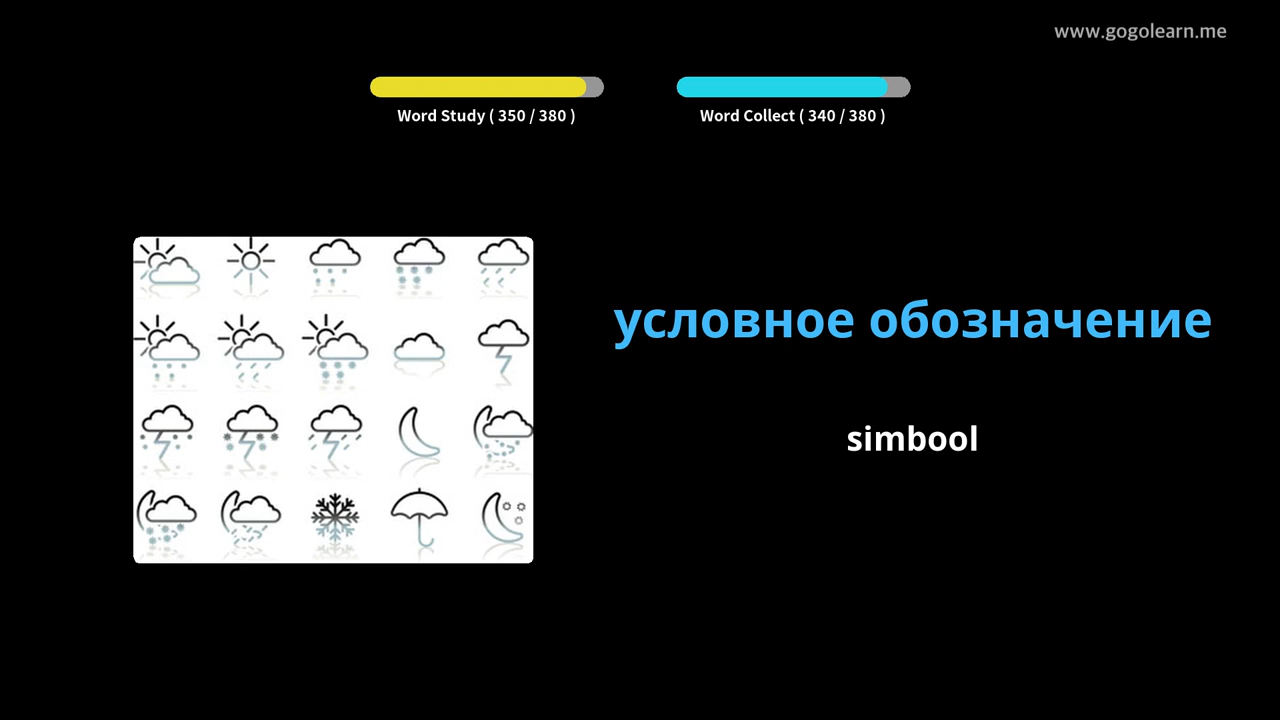 www.gogolearn.me
Word Study ( 350 / 380 )
Word Collect ( 340 / 380 )
условное обозначение
simbool